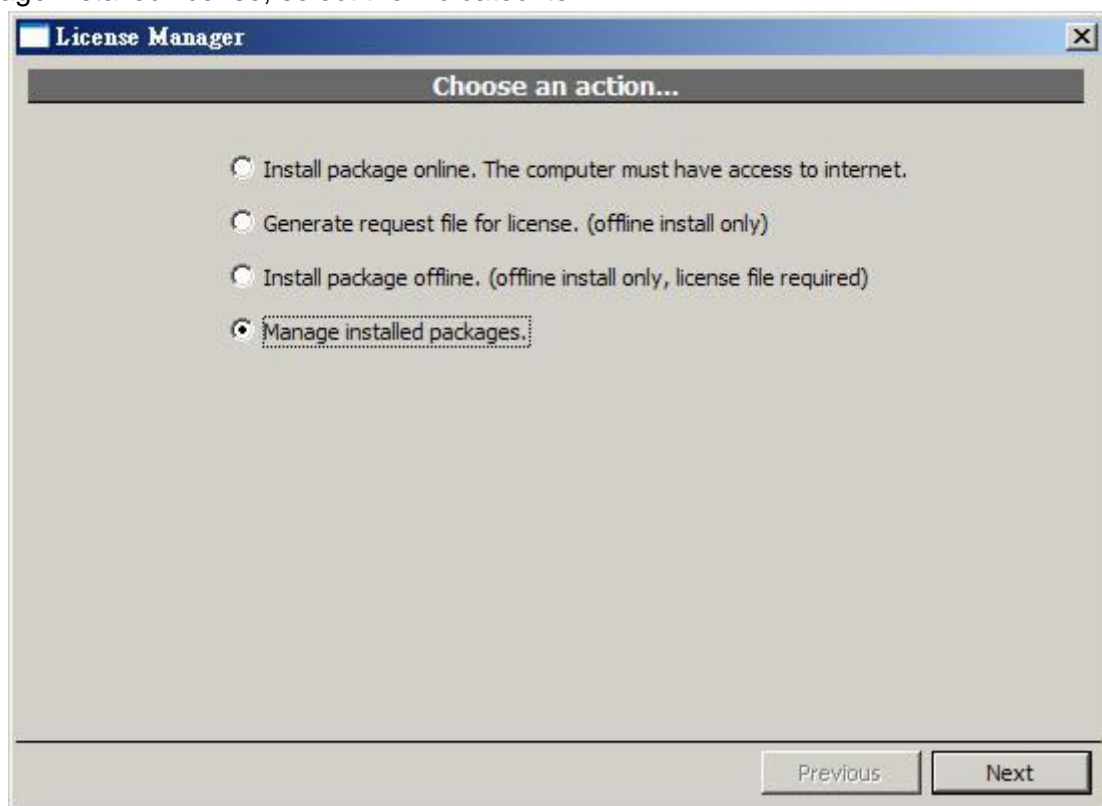 License Manager
Choose an action...
Install package online. The computer must have access to internet.
Generate request file for license. (offline install only)
Install package offline. (offline install only, license file required)
Manage installed packages.
Previous
Next